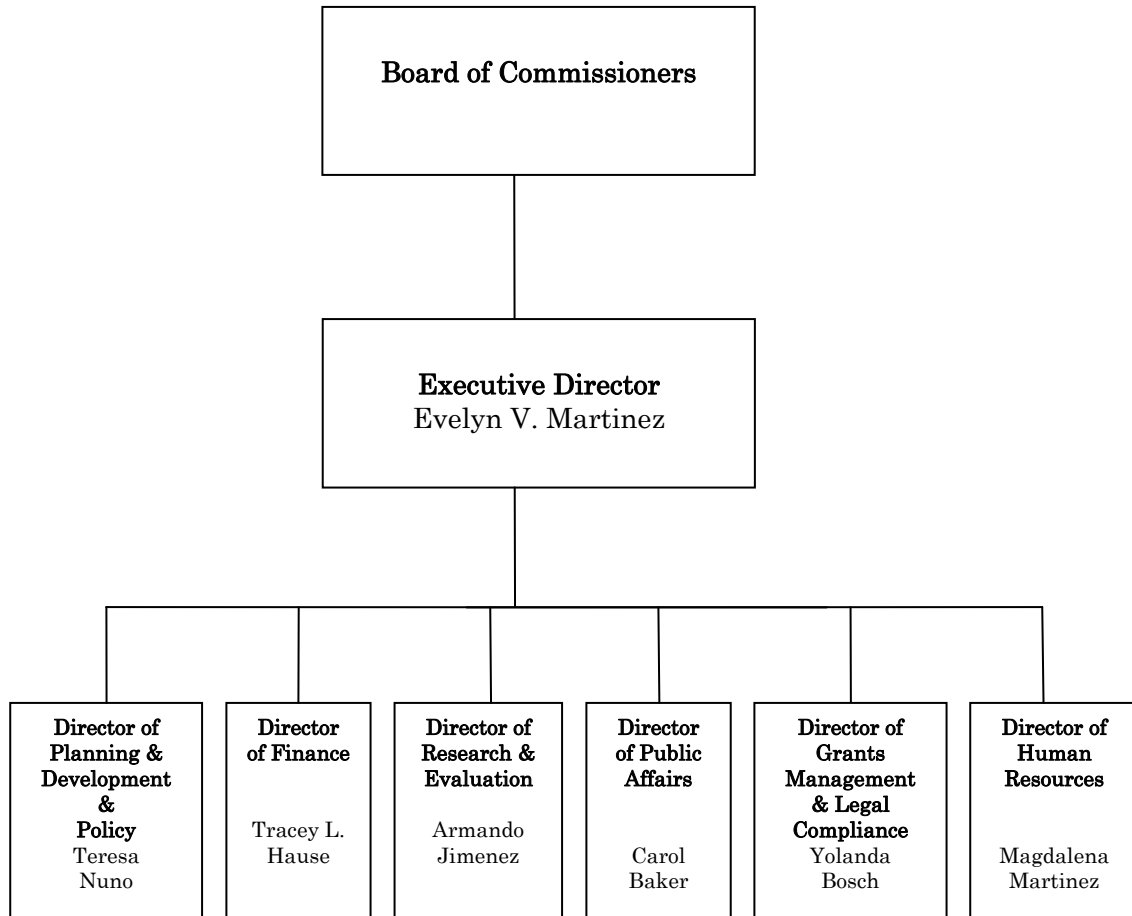 Board of Commissioners
Executive Director
Evelyn V. Martinez
Director of
Planning &
Development
&
Policy
Teresa
Nuno
Director
of Finance
Tracey L.
Hause
Director of
Research &
Evaluation
Armando
Jimenez
Director
of Public
Affairs
Carol
Baker
Director of
Grants
Management
& Legal
Compliance
Yolanda
Bosch
Director of
Human
Resources
Magdalena
Martinez